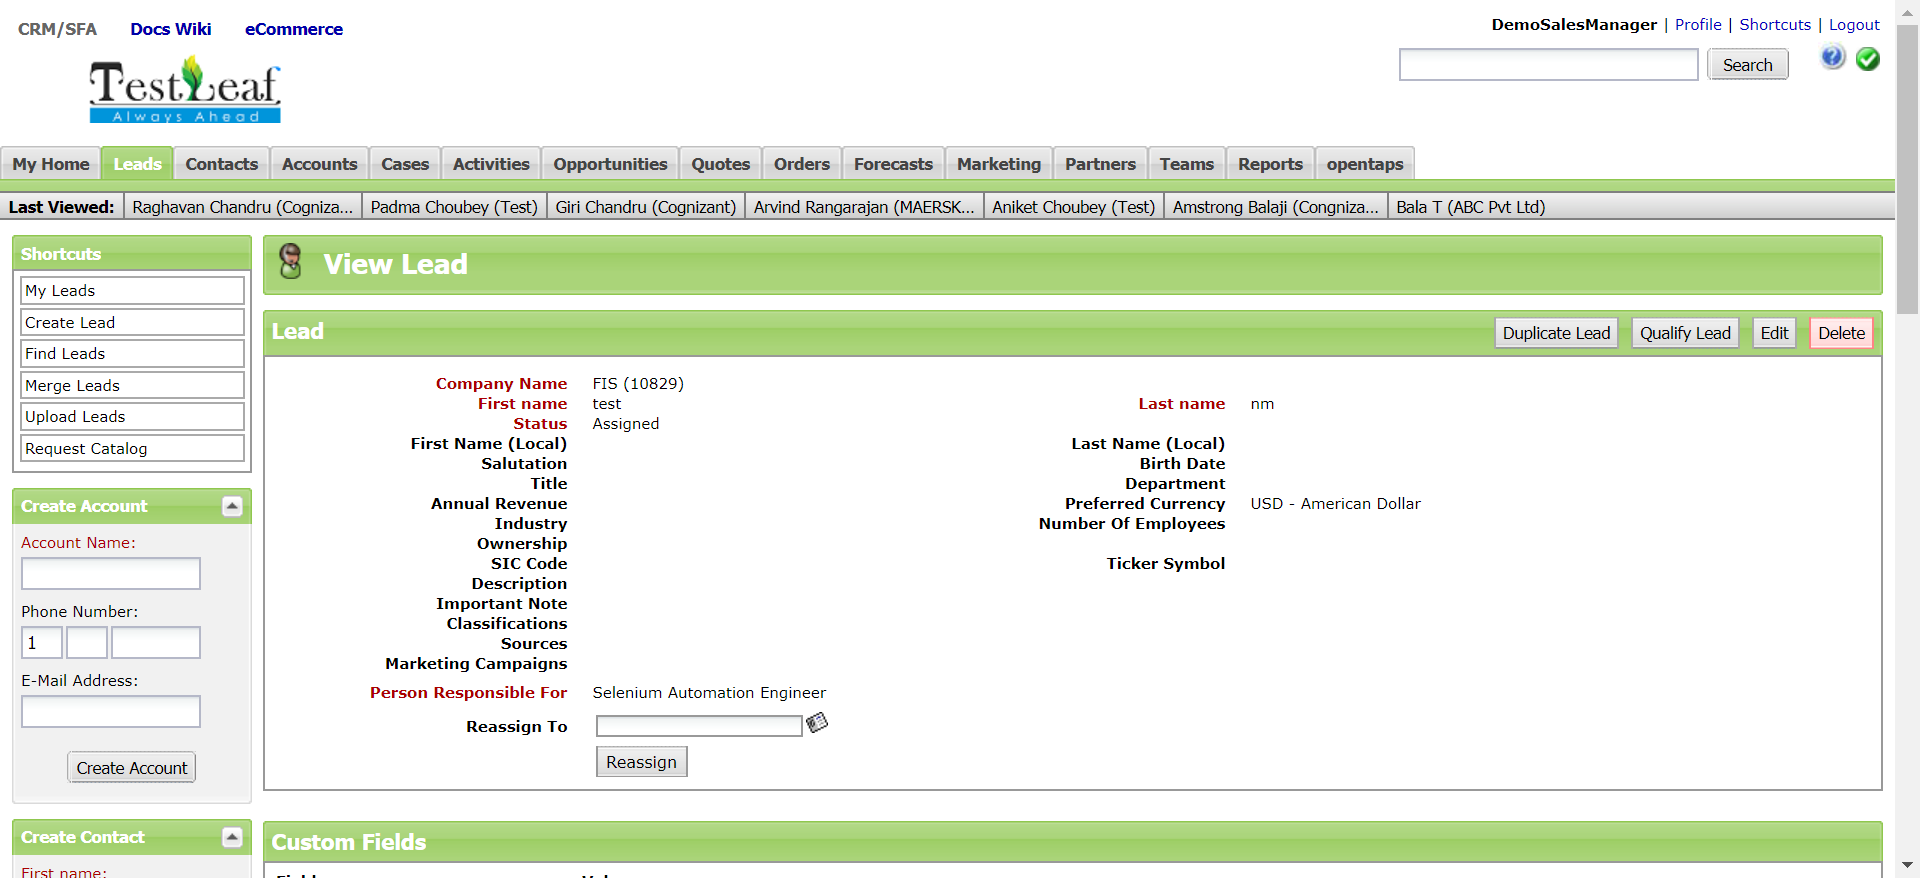 CRM/SFA Docs Wiki eCommerce
DemoSalesManager | Profile | Shortcuts | Logout
TestLeaf
Always Ahead
Search
My Home Leads Contacts Accounts Cases Activities Opportunities Quotes Orders Forecasts Marketing Partners Teams Reports opentaps
Last Viewed: Raghavan Chandru (Cogniza... Padma Choubey (Test) Giri Chandru (Cognizant) Arvind Rangarajan (MAERSK... Aniket Choubey (Test) Amstrong Balaji (Congniza... Bala T (ABC Pvt Ltd)
Shortcuts
My Leads
Create Lead
Find Leads
Merge Leads
Upload Leads
Request Catalog
Create Account
Account Name:
Phone Number:
1
E-Mail Address:
Create Account
Create Contact
First name:
View Lead
Lead
Duplicate Lead Qualify Lead Edit Delete
Company Name FIS (10829)
First name test Last name nm
Status Assigned
First Name (Local) Last Name (Local)
Salutation Birth Date
Title Department
Annual Revenue Preferred Currency USD - American Dollar
Industry Number Of Employees
Ownership
SIC Code Ticker Symbol
Description
Important Note
Classifications
Sources
Marketing Campaigns
Person Responsible For Selenium Automation Engineer
Reassign To
Reassign
Custom Fields